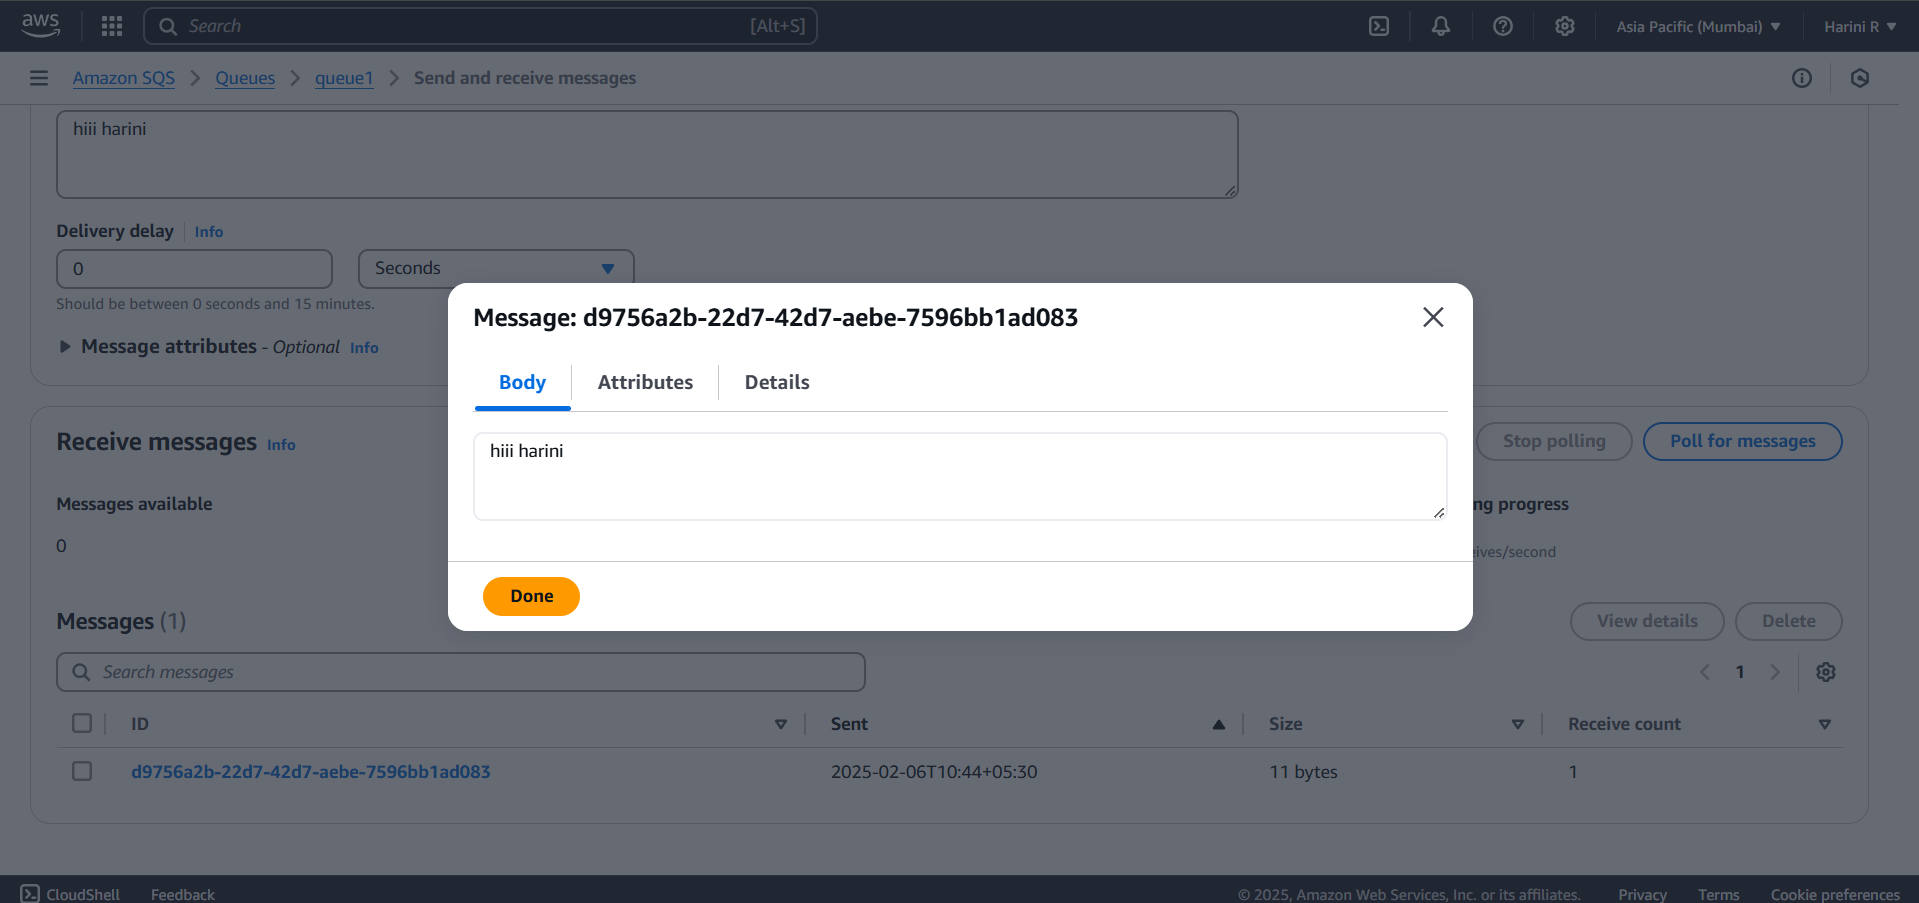 aws
Search [Alt+S] Asia Pacific (Mumbai) Harini R
Amazon SQS Queues queue1 Send and receive messages
hiii harini
Delivery delay Info
0 Seconds
Should be between 0 seconds and 15 minutes.
Message attributes - Optional Info
Message: d9756a2b-22d7-42d7-aebe-7596bb1ad083
Body Attributes Details
hiii harini
Done
Receive messages Info Stop polling Poll for messages
Messages available progress
0 /second
Messages (1) View details Delete
Search messages 1
ID Sent Size Receive count
d9756a2b-22d7-42d7-aebe-7596bb1ad083 2025-02-06T10:44+05:30 11 bytes 1
CloudShell Feedback © 2025, Amazon Web Services, Inc. or its affiliates. Privacy Terms Cookie preferences